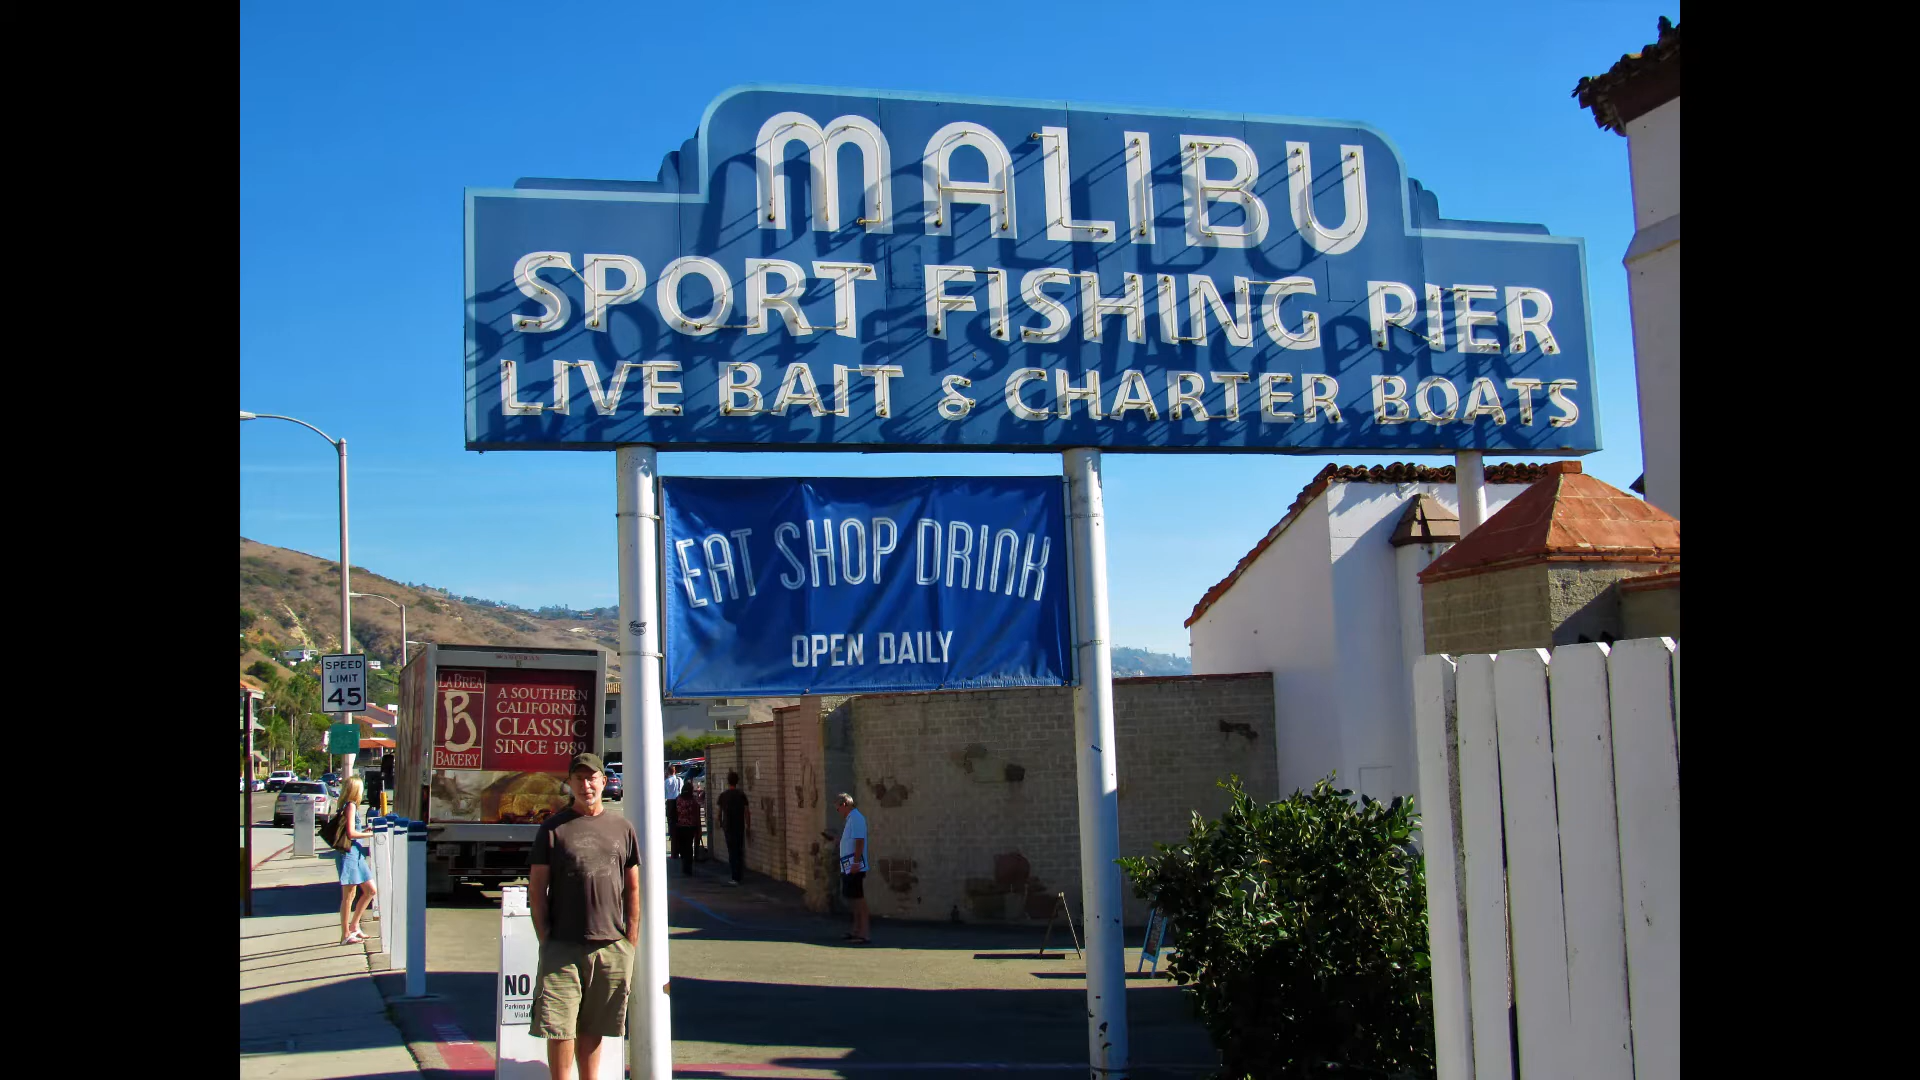 MALIBU
SPORT FISHING PIER
LIVE BAIT & CHARTER BOATS
EAT SHOP DRINK
OPEN DAILY
SPEED
LIMIT
45
LA BREA
B
BAKERY
A SOUTHERN
CALIFORNIA
CLASSIC
SINCE 1989
NO
Parking